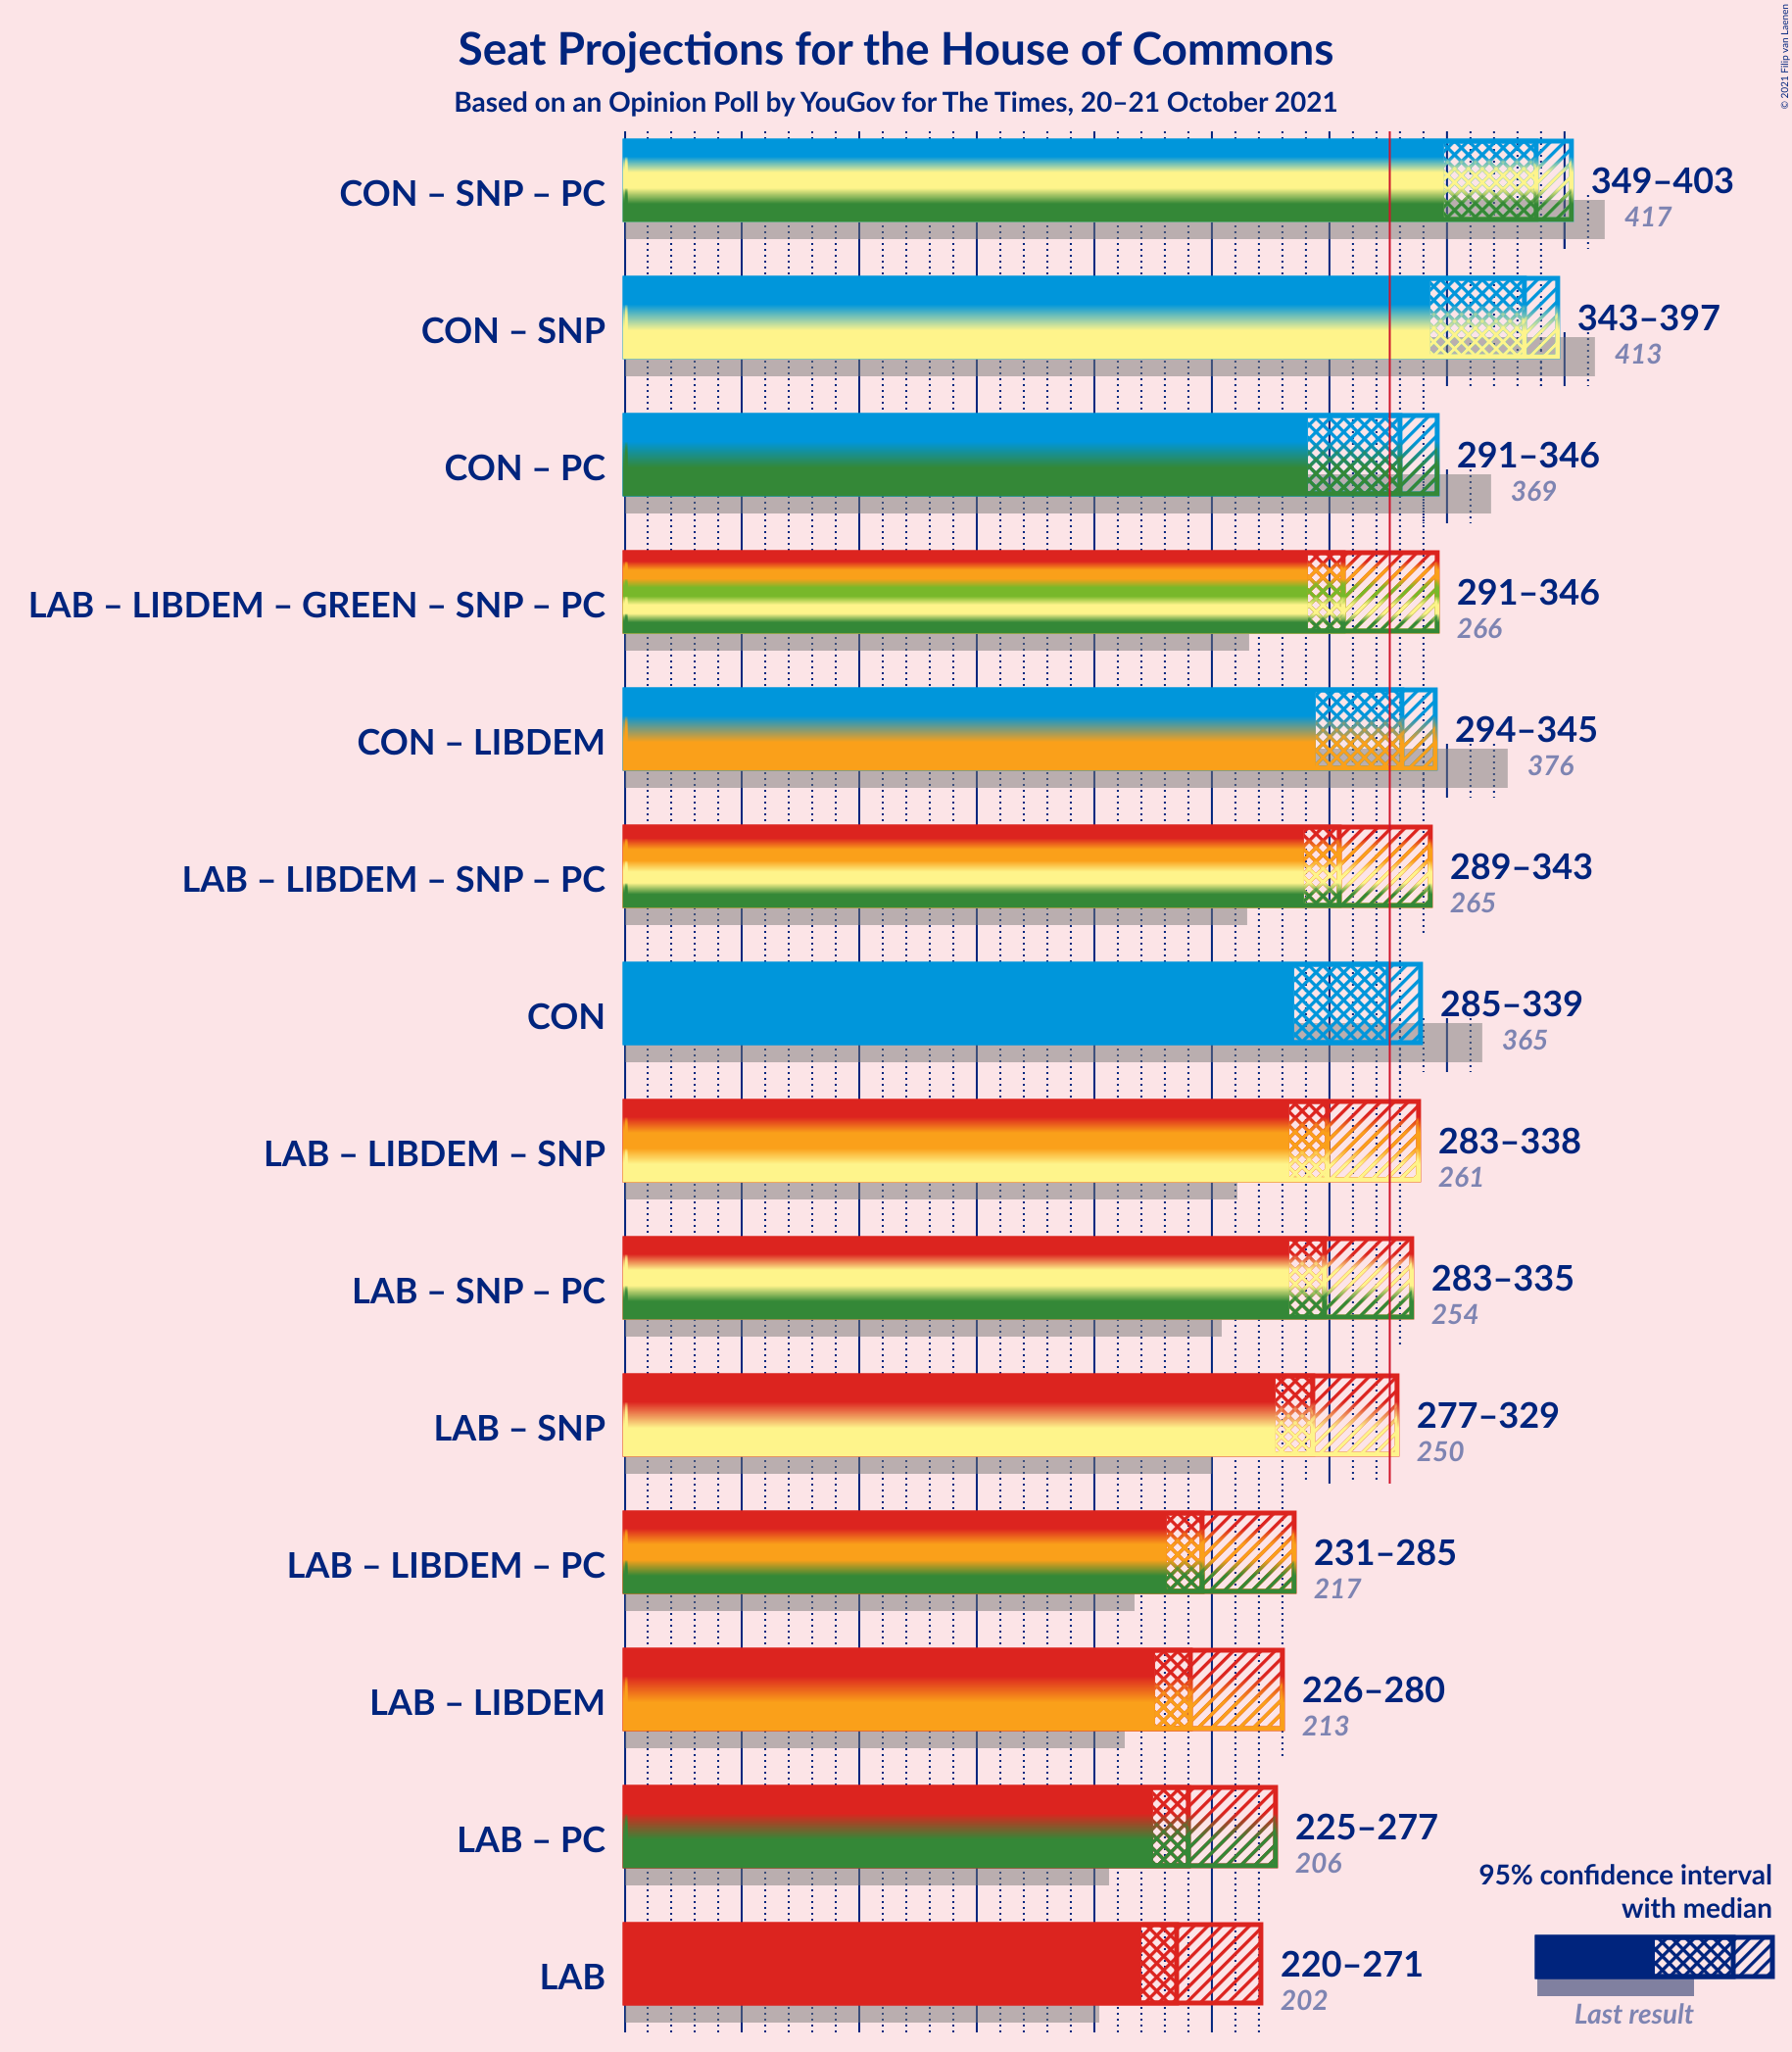 Seat Projections for the House of Commons
Based on an Opinion Poll by YouGov for The Times, 20–21 October 2021
© 2021 Filip van Laenen
CON – SNP – PC
349–403
417
CON – SNP
343–397
413
CON – PC
291–346
369
LAB – LIBDEM – GREEN – SNP – PC
291–346
266
CON – LIBDEM
294–345
376
LAB – LIBDEM – SNP – PC
289–343
265
CON
285–339
365
LAB – LIBDEM – SNP
283–338
261
LAB – SNP – PC
283–335
254
LAB – SNP
277–329
250
LAB – LIBDEM – PC
231–285
217
LAB – LIBDEM
226–280
213
LAB – PC
225–277
206
LAB
220–271
202
95% confidence interval
with median
Last result